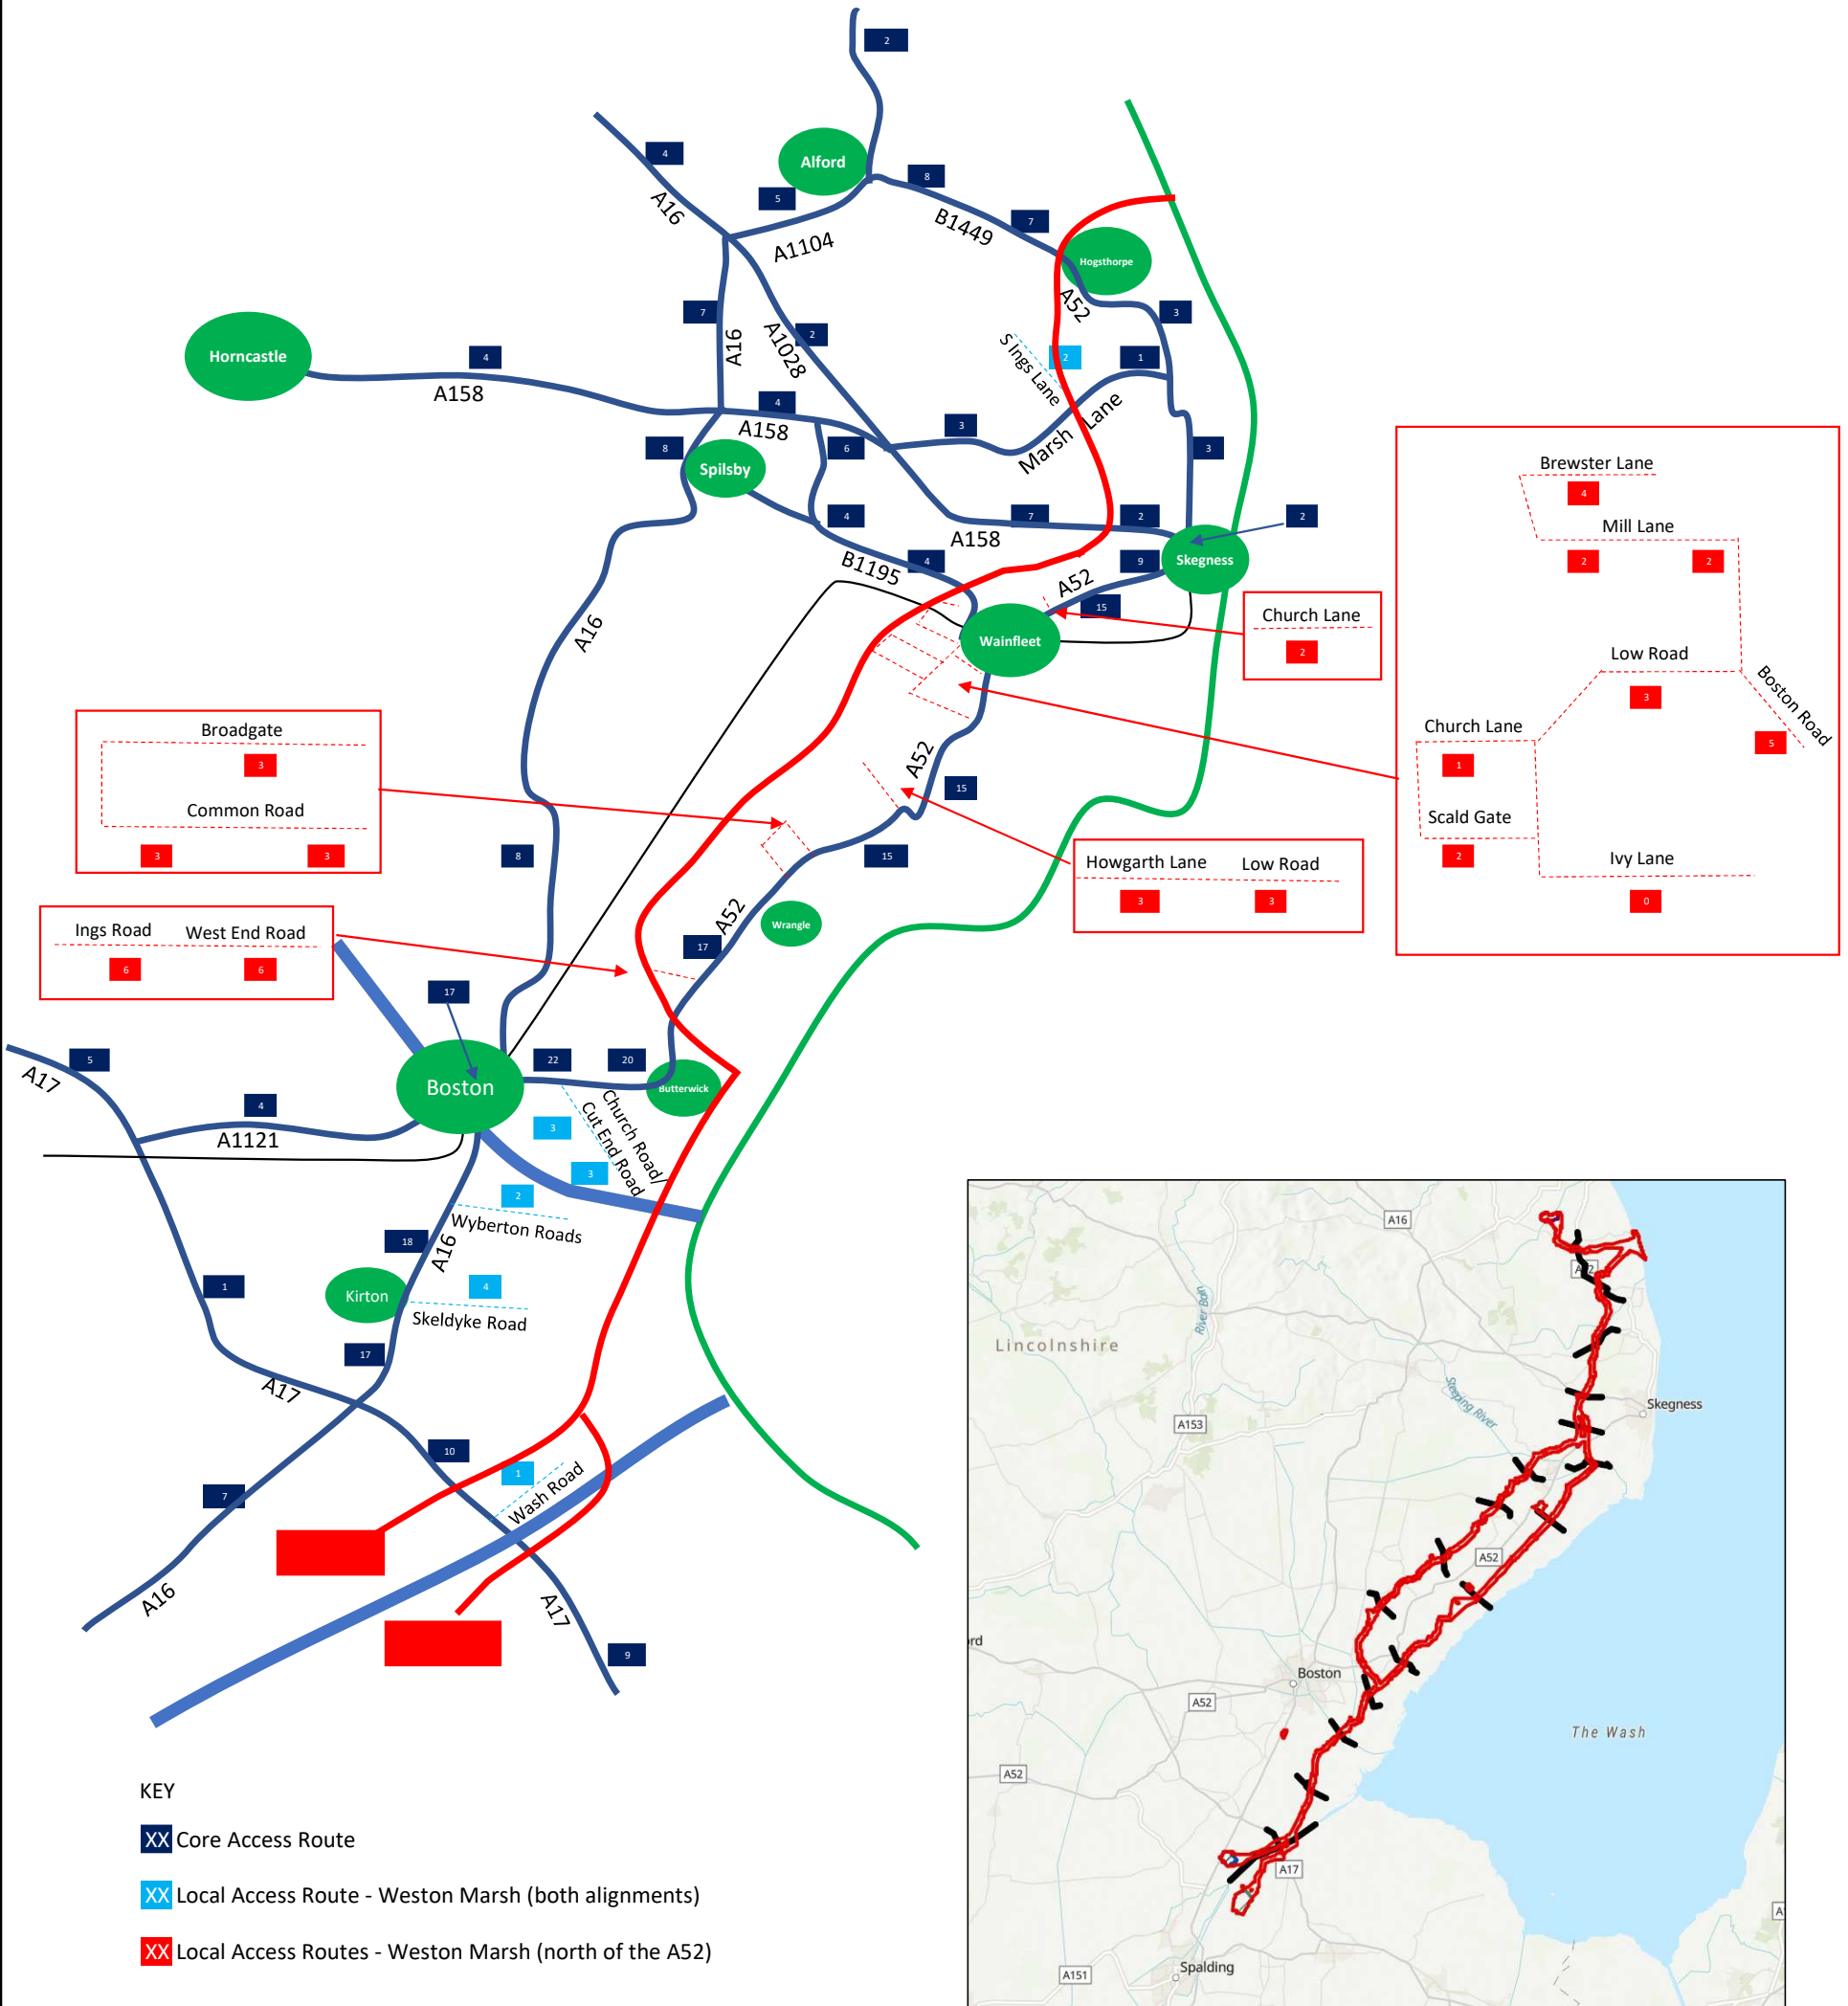 2
4
Alford
A16
5
8
A1104
B1449
7
Hogsthorpe
A52
3
7
A16
A1028
2
S Ings Lane
2
1
Horncastle
4
A158
4
A158
3
Marsh Lane
6
3
8
Spilsby
4
7
2
2
A158
Skegness
B1195
4
A52
9
15
Wainfleet
A16
Church Lane
2
Brewster Lane
4
Mill Lane
2
2
Low Road
3
Boston Road
5
Church Lane
1
Scald Gate
2
Ivy Lane
0
Broadgate
3
Common Road
3
3
A52
15
15
8
Howgarth Lane
Low Road
3
3
A52
Wrangle
17
Ings Road
West End Road
6
6
17
5
A17
Boston
22
20
Butterwick
4
A1121
3
Church Road/
Cut End Road
3
2
Wyberton Roads
18
A16
4
Kirton
Skeldyke Road
1
17
A17
10
1
Wash Road
7
A16
A17
9
KEY
XX Core Access Route
XX Local Access Route - Weston Marsh (both alignments)
XX Local Access Routes - Weston Marsh (north of the A52)
A16
River Bain
Lincolnshire
Steeping River
Skegness
A153
A52
Boston
A52
The Wash
A52
A17
A151
Spalding